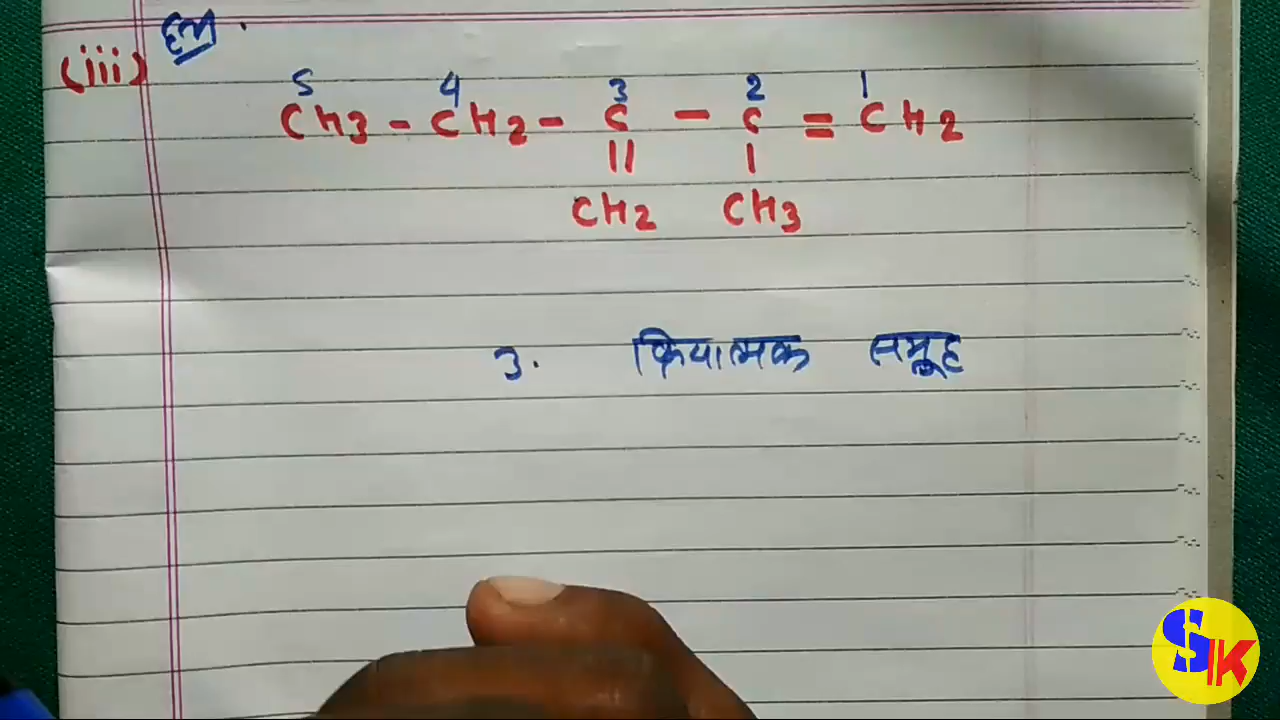 हल .
(iii)
5 4 3 2 1
CH3 - CH2 - C - C = CH2
|| |
CH2 CH3
3. क्रियात्मक समूह
SK